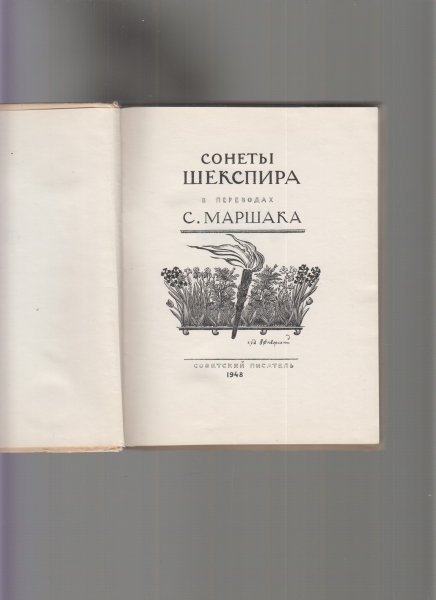 СОНЕТЫ
ШЕКСПИРА
В ПЕРЕВОДАХ
С. МАРШАКА
СОВЕТСКИЙ ПИСАТЕЛЬ
1948